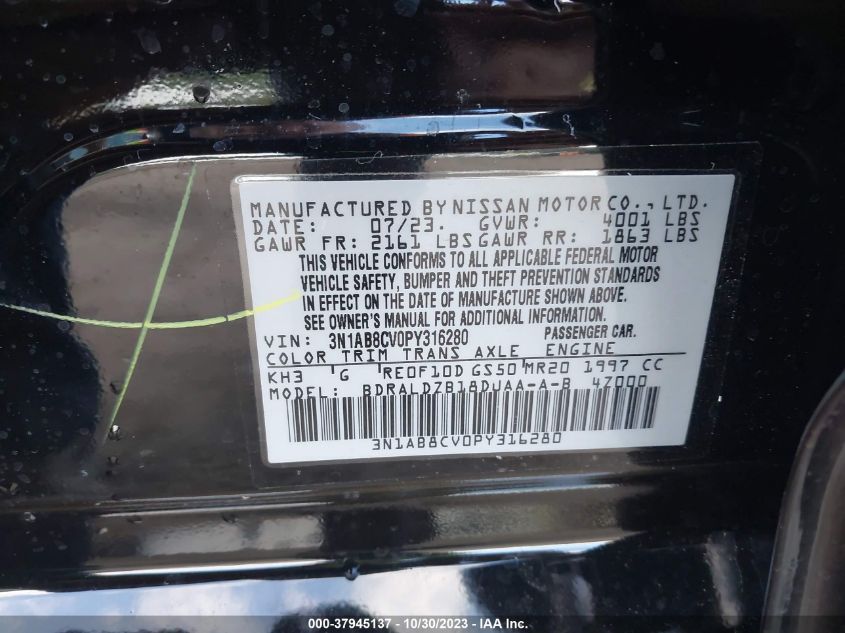 MANUFACTURED BY NISSAN MOTOR CO., LTD.
DATE: 07/23. GVWR: 4001 LBS
GAWR FR: 2161 LBS GAWR RR: 1863 LBS
THIS VEHICLE CONFORMS TO ALL APPLICABLE FEDERAL MOTOR
VEHICLE SAFETY, BUMPER AND THEFT PREVENTION STANDARDS
IN EFFECT ON THE DATE OF MANUFACTURE SHOWN ABOVE.
SEE OWNER'S MANUAL FOR ADDITIONAL INFORMATION.
VIN: 3N1AB8CV0PY316280 PASSENGER CAR.
COLOR TRIM TRANS AXLE ENGINE
KH3 G RE0F10D GS50 MR20 1997 CC
MODEL: BDRALDZB18DUAA-A-B 4Z000
3N1AB8CV0PY316280
000-37945137 - 10/30/2023 - IAA Inc.